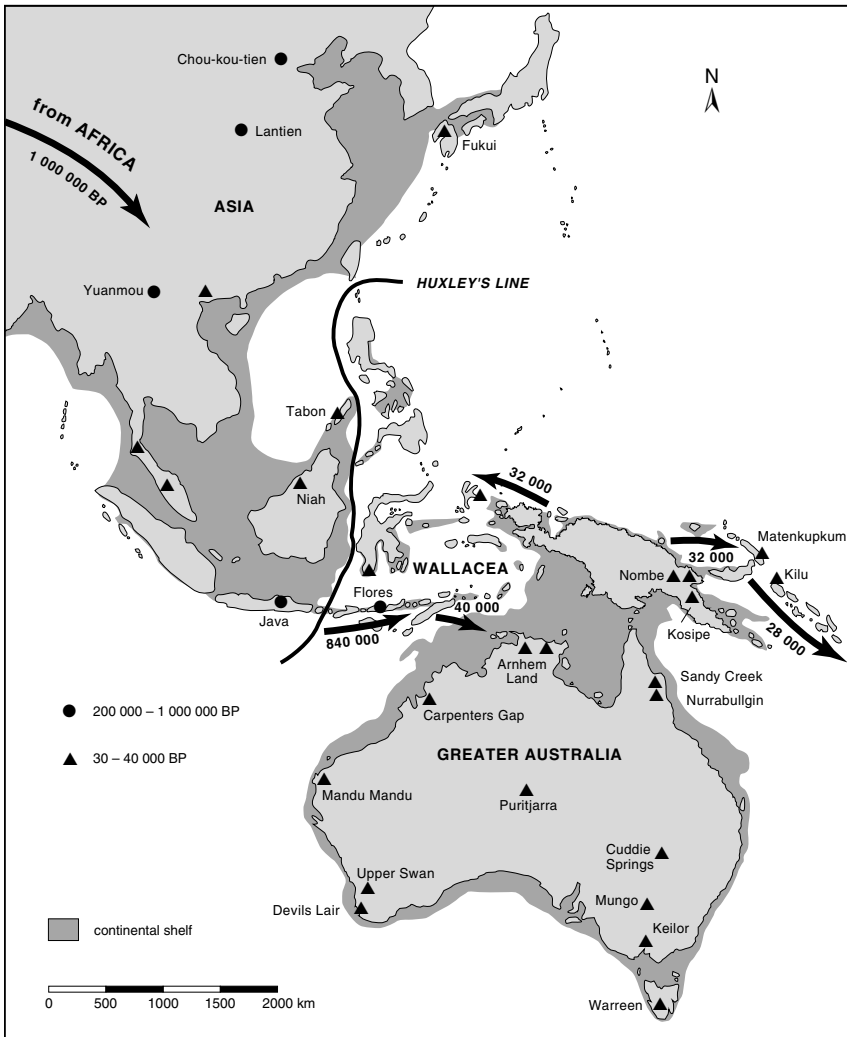 Chou-kou-tien
N
from AFRICA
1 000 000 BP
Lantien
Fukui
ASIA
Yuanmou
HUXLEY'S LINE
Tabon
Niah
32 000
WALLACEA
Matenkupkum
32 000
Kilu
Nombe
Flores
40 000
Java
840 000
Kosipe
28 000
Arnhem
Land
Sandy Creek
Nurrabullgin
200 000 – 1 000 000 BP
Carpenters Gap
30 – 40 000 BP
GREATER AUSTRALIA
Mandu Mandu
Puritjarra
Cuddie
Springs
Upper Swan
Devils Lair
Mungo
Keilor
continental shelf
0 500 1000 1500 2000 km
Warreen